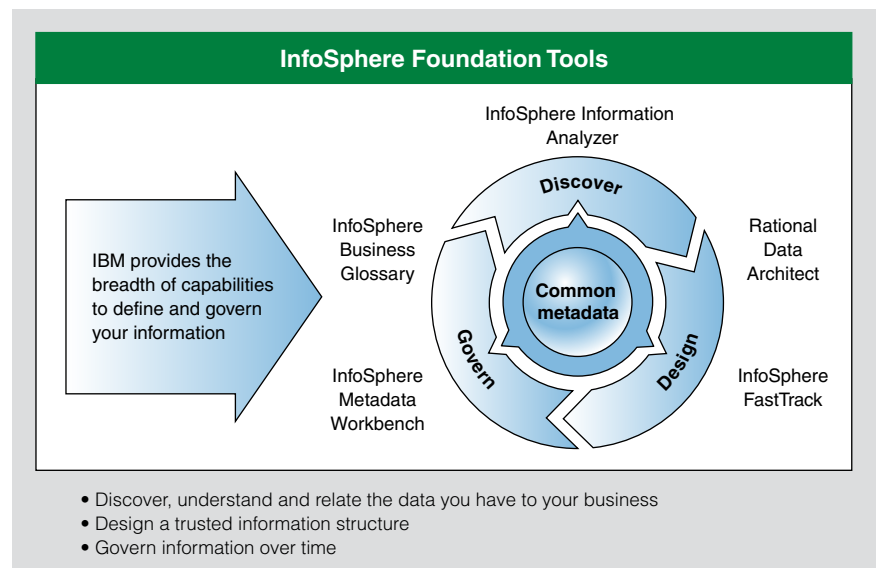 InfoSphere Foundation Tools
InfoSphere Information
Analyzer
Discover
InfoSphere
Business
Glossary
Rational
Data
Architect
IBM provides the
breadth of capabilities
to define and govern
your information
Common
metadata
Govern
Design
InfoSphere
Metadata
Workbench
InfoSphere
FastTrack
• Discover, understand and relate the data you have to your business
• Design a trusted information structure
• Govern information over time